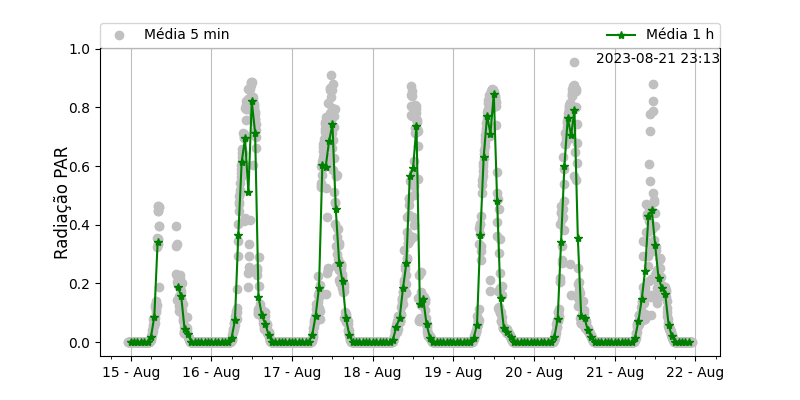 Média 5 min
Média 1 h
2023-08-21 23:13
Radiação PAR
1.0
0.8
0.6
0.4
0.2
0.0
15 - Aug
16 - Aug
17 - Aug
18 - Aug
19 - Aug
20 - Aug
21 - Aug
22 - Aug